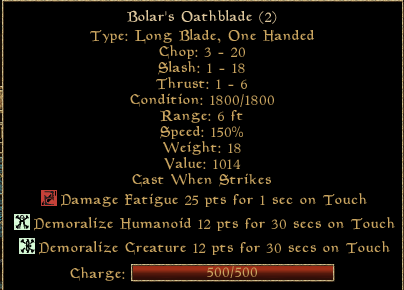 Bolar's Oathblade (2)
Type: Long Blade, One Handed
Chop: 3 - 20
Slash: 1 - 18
Thrust: 1 - 6
Condition: 1800/1800
Range: 6 ft
Speed: 150%
Weight: 18
Value: 1014
Cast When Strikes
Damage Fatigue 25 pts for 1 sec on Touch
Demoralize Humanoid 12 pts for 30 secs on Touch
Demoralize Creature 12 pts for 30 secs on Touch
Charge: 500/500